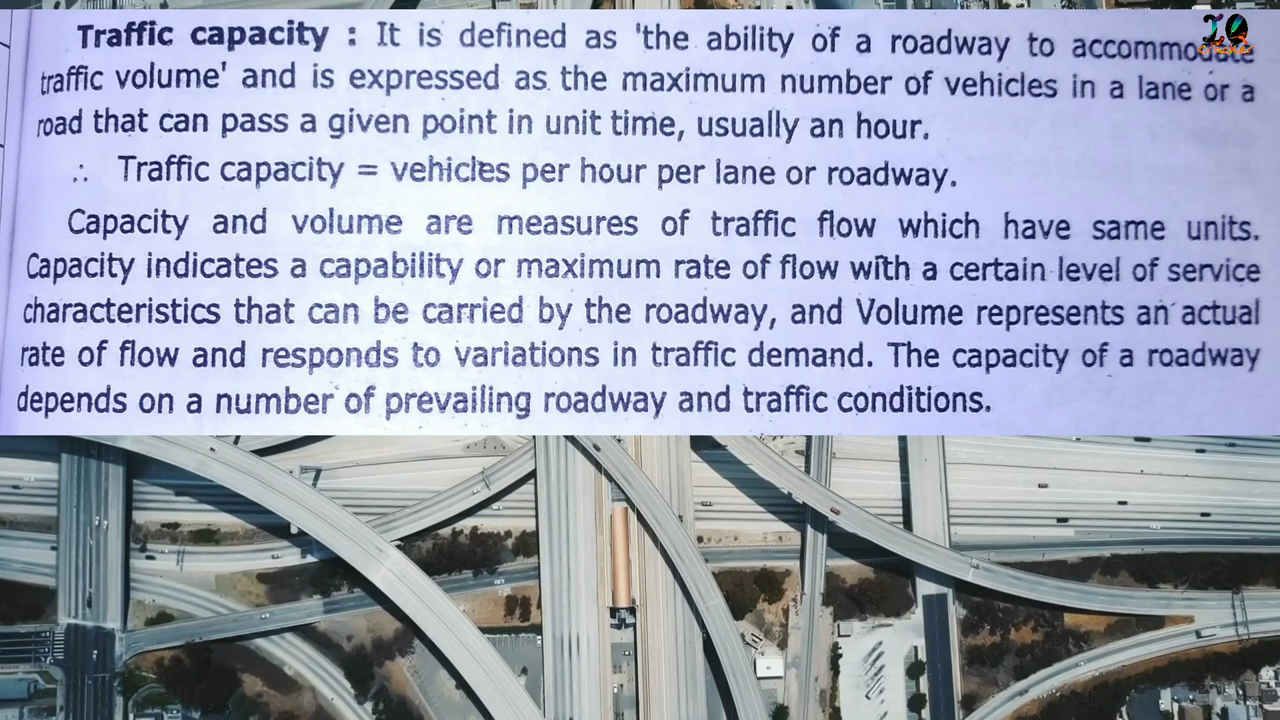 Traffic capacity : It is defined as 'the ability of a roadway to accommodate
traffic volume' and is expressed as the maximum number of vehicles in a lane or a
road that can pass a given point in unit time, usually an hour.
∴ Traffic capacity = vehicles per hour per lane or roadway.
Capacity and volume are measures of traffic flow which have same units.
Capacity indicates a capability or maximum rate of flow with a certain level of service
characteristics that can be carried by the roadway, and Volume represents an actual
rate of flow and responds to variations in traffic demand. The capacity of a roadway
depends on a number of prevailing roadway and traffic conditions.